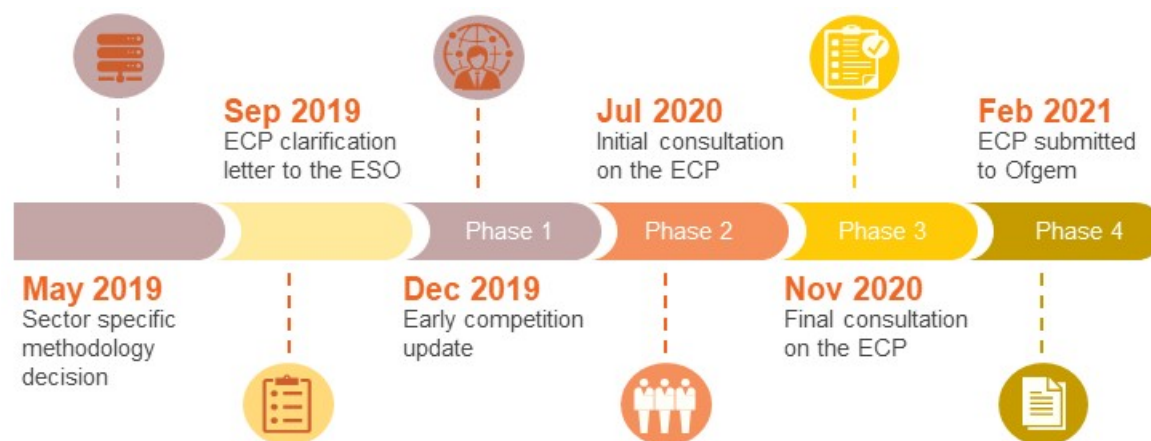 Sep 2019
ECP clarification
letter to the ESO
Jul 2020
Initial consultation
on the ECP
Feb 2021
ECP submitted
to Ofgem
Phase 1
Phase 2
Phase 3
Phase 4
May 2019
Sector specific
methodology
decision
Dec 2019
Early competition
update
Nov 2020
Final consultation
on the ECP